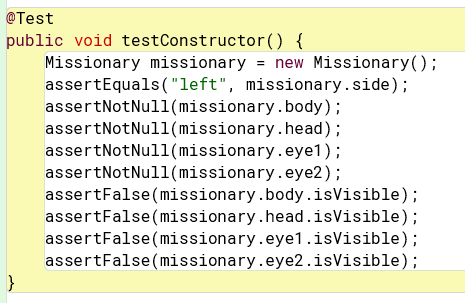 @Test
public void testConstructor() {
    Missionary missionary = new Missionary();
    assertEquals("left", missionary.side);
    assertNotNull(missionary.body);
    assertNotNull(missionary.head);
    assertNotNull(missionary.eye1);
    assertNotNull(missionary.eye2);
    assertFalse(missionary.body.isVisible);
    assertFalse(missionary.head.isVisible);
    assertFalse(missionary.eye1.isVisible);
    assertFalse(missionary.eye2.isVisible);
}